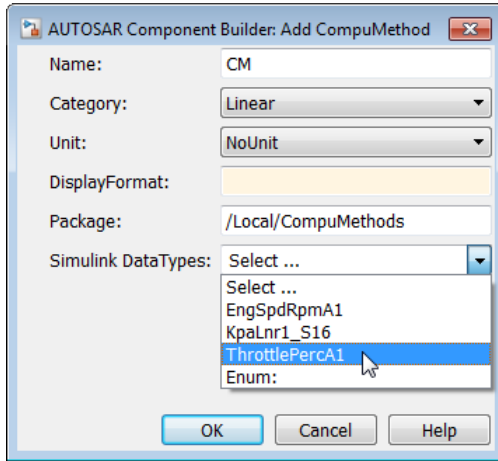 AUTOSAR Component Builder: Add CompuMethod
Name: CM
Category: Linear
Unit: NoUnit
DisplayFormat:
Package: /Local/CompuMethods
Simulink DataTypes: Select ...
Select ...
EngSpdRpmA1
KpaLnr1_S16
ThrottlePercA1
Enum:
OK Cancel Help